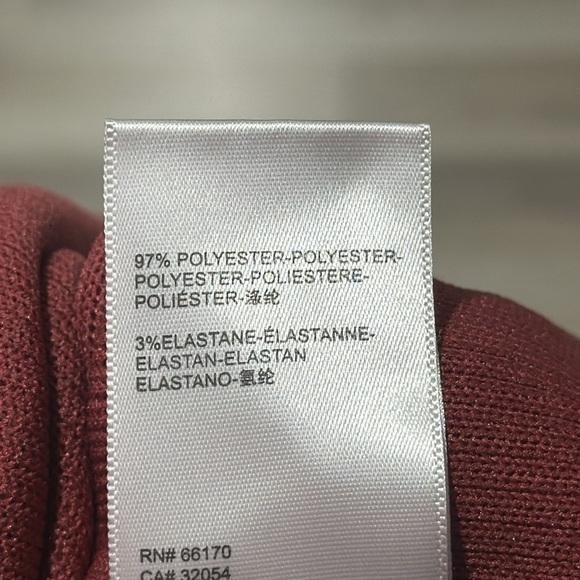 97% POLYESTER-POLYESTER-
POLYESTER-POLIESTERE-
POLIÉSTER-涤纶
3%ELASTANE-ÉLASTANNE-
ELASTAN-ELASTAN
ELASTANO-氨纶
RN# 66170
CA# 32054